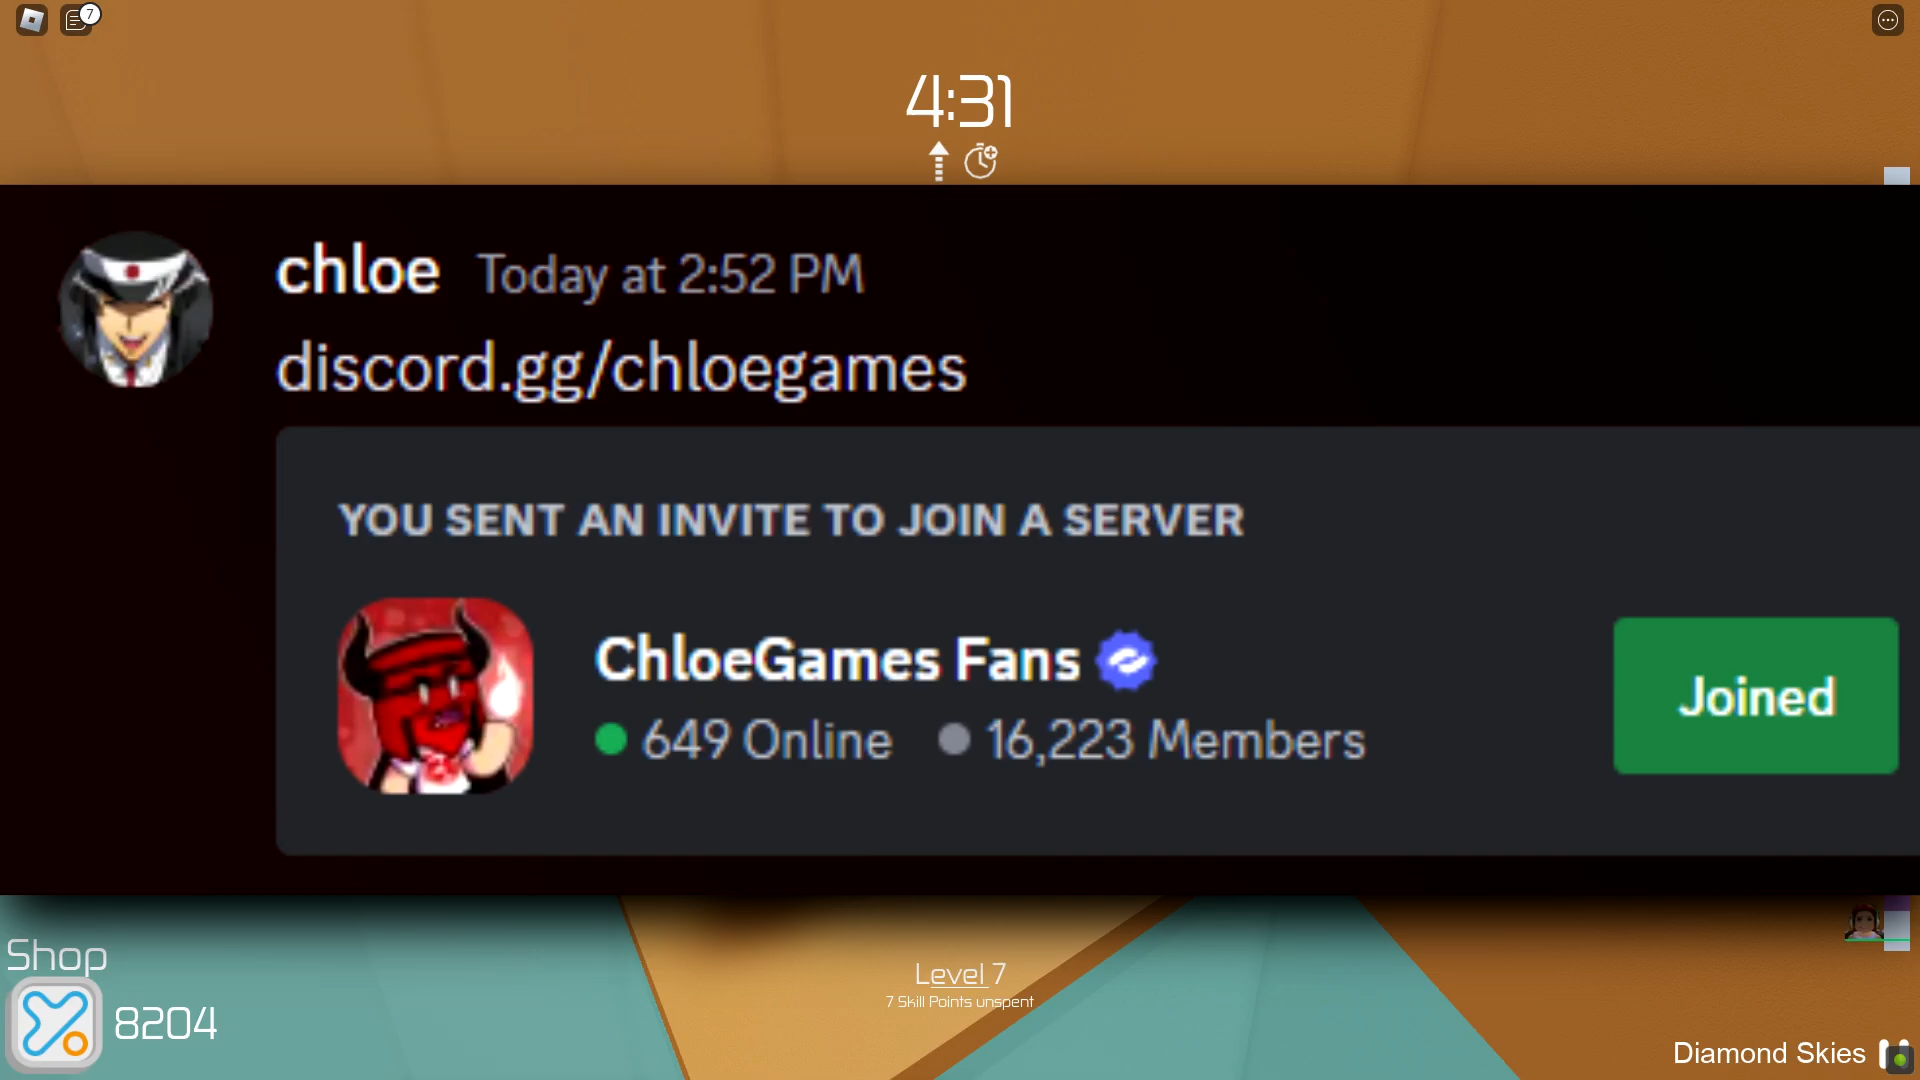 7
4:31
chloe Today at 2:52 PM
discord.gg/chloegames
YOU SENT AN INVITE TO JOIN A SERVER
ChloeGames Fans
649 Online 16,223 Members
Joined
Shop
8204
Level 7
7 Skill Points unspent
Diamond Skies